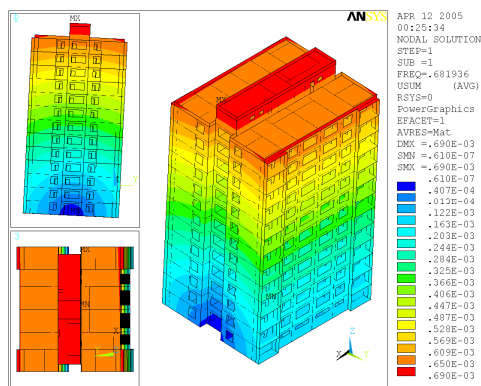 2
MX
Y
3
MX
MN
X
ANSYS
MX
MN
Z
X
Y
APR 12 2005
00:25:34
NODAL SOLUTION
STEP=1
SUB =1
FREQ=.681936
USUM (AVG)
RSYS=0
PowerGraphics
EFACET=1
AVRES=Mat
DMX =.690E-03
SMN =.610E-07
SMX =.690E-03
.610E-07
.407E-04
.122E-03
.163E-03
.203E-03
.244E-03
.284E-03
.325E-03
.366E-03
.406E-03
.447E-03
.487E-03
.528E-03
.569E-03
.609E-03
.650E-03
.690E-03